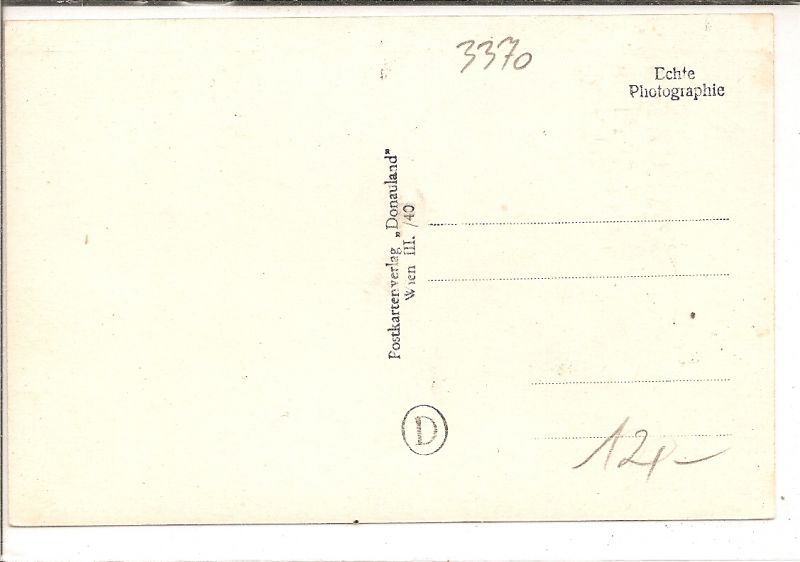 3370
Echte
Photographie
Postkartenverlag „Donauland”
Wien III. /40
D
12,-